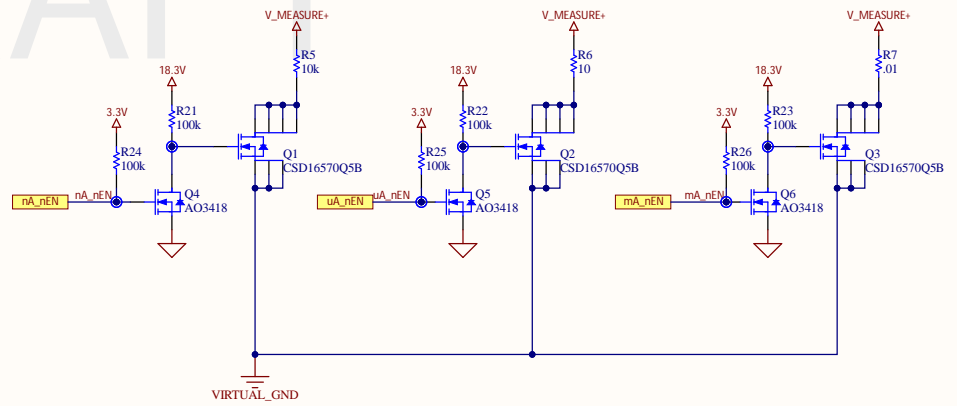 V_MEASURE+
R5
10k
18.3V
R21
100k
3.3V
R24
100k
Q1
CSD16570Q5B
nA_nEN
nA_nEN
Q4
AO3418
V_MEASURE+
R6
10
18.3V
R22
100k
3.3V
R25
100k
Q2
CSD16570Q5B
uA_nEN
uA_nEN
Q5
AO3418
V_MEASURE+
R7
.01
18.3V
R23
100k
3.3V
R26
100k
Q3
CSD16570Q5B
mA_nEN
mA_nEN
Q6
AO3418
VIRTUAL_GND